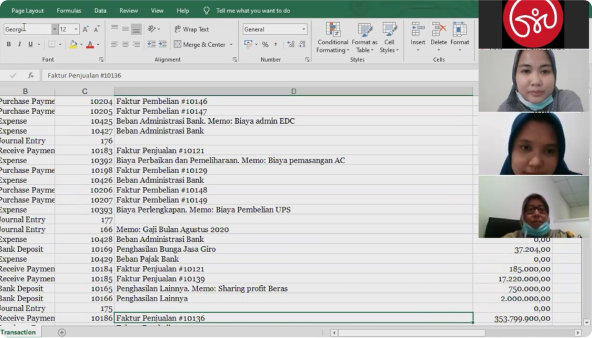 Page Layout Formulas Data Review View Help Tell me what you want to do
Georgi 12 A A Wrap Text General
B I U A Merge & Center % Conditional Formatting Format as Table Cell Styles Insert Delete Format
Font Alignment Number Styles Cells
fx Faktur Penjualan #10136
B C D
Purchase Payme 10204 Faktur Pembelian #10146
Purchase Payme 10205 Faktur Pembelian #10147
Expense 10425 Beban Administrasi Bank. Memo: Biaya admin EDC
Expense 10427 Beban Administrasi Bank
Journal Entry 176
Receive Paymen 10183 Faktur Penjualan #10121
Expense 10392 Biaya Perbaikan dan Pemeliharaan. Memo: Biaya pemasangan AC
Purchase Payme 10198 Faktur Pembelian #10129
Expense 10426 Beban Administrasi Bank
Purchase Payme 10206 Faktur Pembelian #10148
Purchase Payme 10207 Faktur Pembelian #10149
Expense 10393 Biaya Perlengkapan. Memo: Biaya Pembelian UPS
Journal Entry 177
Journal Entry 166 Memo: Gaji Bulan Agustus 2020
Expense 10428 Beban Administrasi Bank 0,00
Bank Deposit 10169 Penghasilan Bunga Jasa Giro 37.204,00
Expense 10429 Beban Pajak Bank 0,00
Receive Paymen 10184 Faktur Penjualan #10121 185.000,00
Receive Paymen 10185 Faktur Penjualan #10139 17.220.000,00
Bank Deposit 10165 Penghasilan Lainnya. Memo: Sharing profit Beras 750.000,00
Bank Deposit 10166 Penghasilan Lainnya 2.000.000,00
Journal Entry 175 0,00
Receive Paymen 10186 Faktur Penjualan #10136 353.799.900,00
Transaction